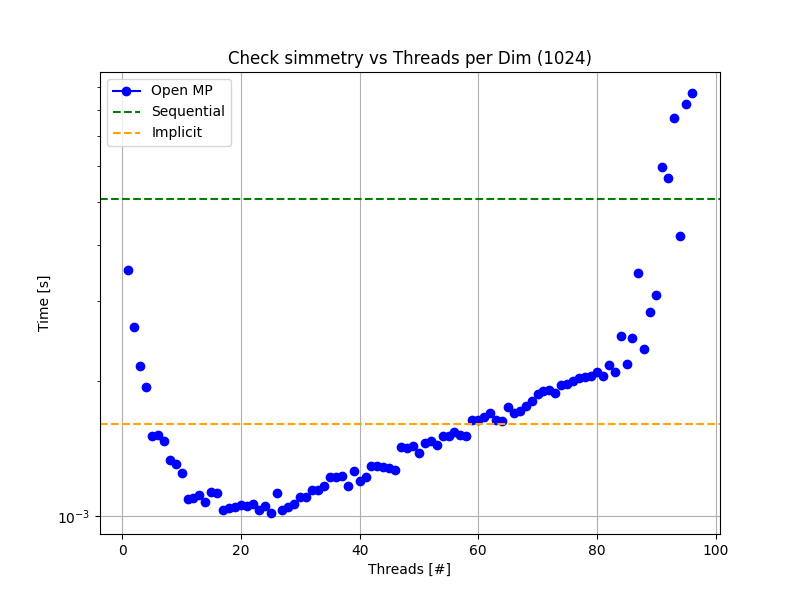 Check simmetry vs Threads per Dim (1024)
Open MP
Sequential
Implicit
Time [s]
10⁻³
0 20 40 60 80 100
Threads [#]